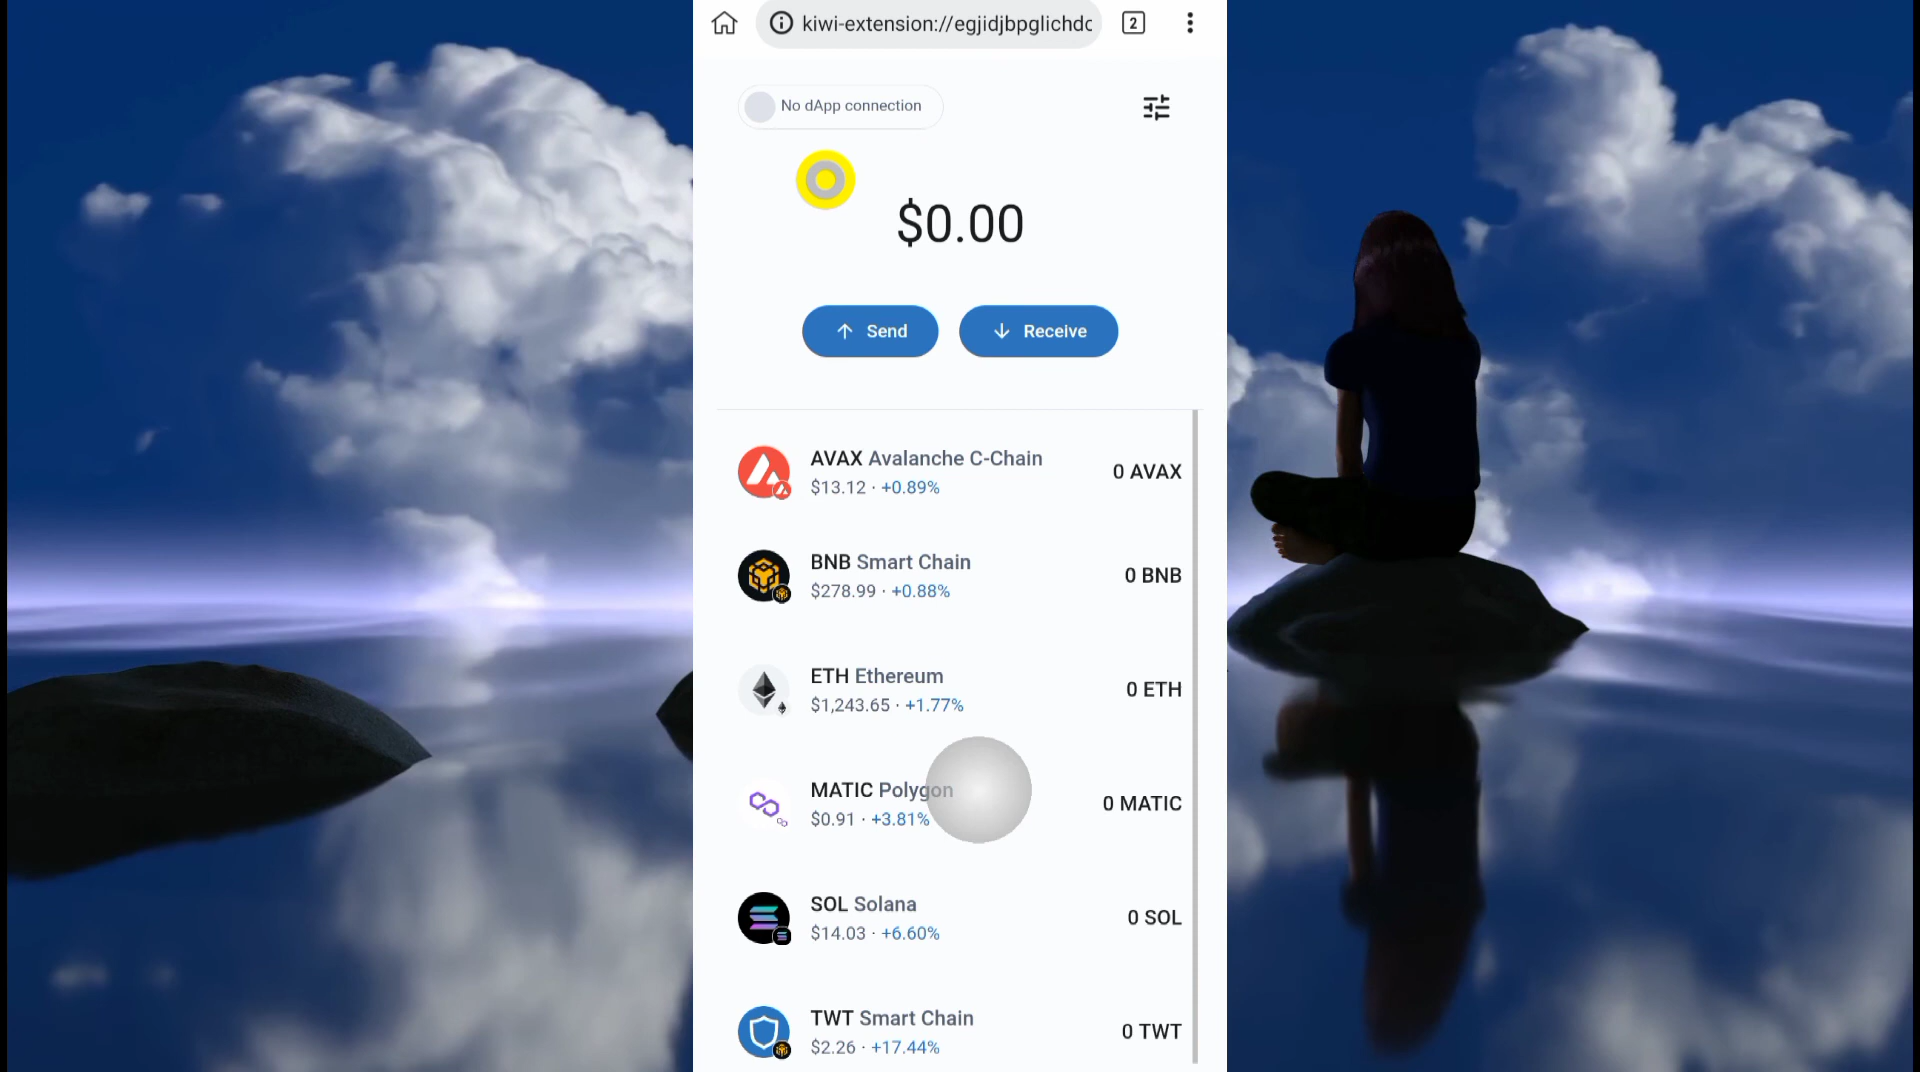 kiwi-extension://egjidjbpglichdc
2
No dApp connection
$0.00
Send
Receive
AVAX Avalanche C-Chain
$13.12 · +0.89%
0 AVAX
BNB Smart Chain
$278.99 · +0.88%
0 BNB
ETH Ethereum
$1,243.65 · +1.77%
0 ETH
MATIC Polygon
$0.91 · +3.81%
0 MATIC
SOL Solana
$14.03 · +6.60%
0 SOL
TWT Smart Chain
$2.26 · +17.44%
0 TWT